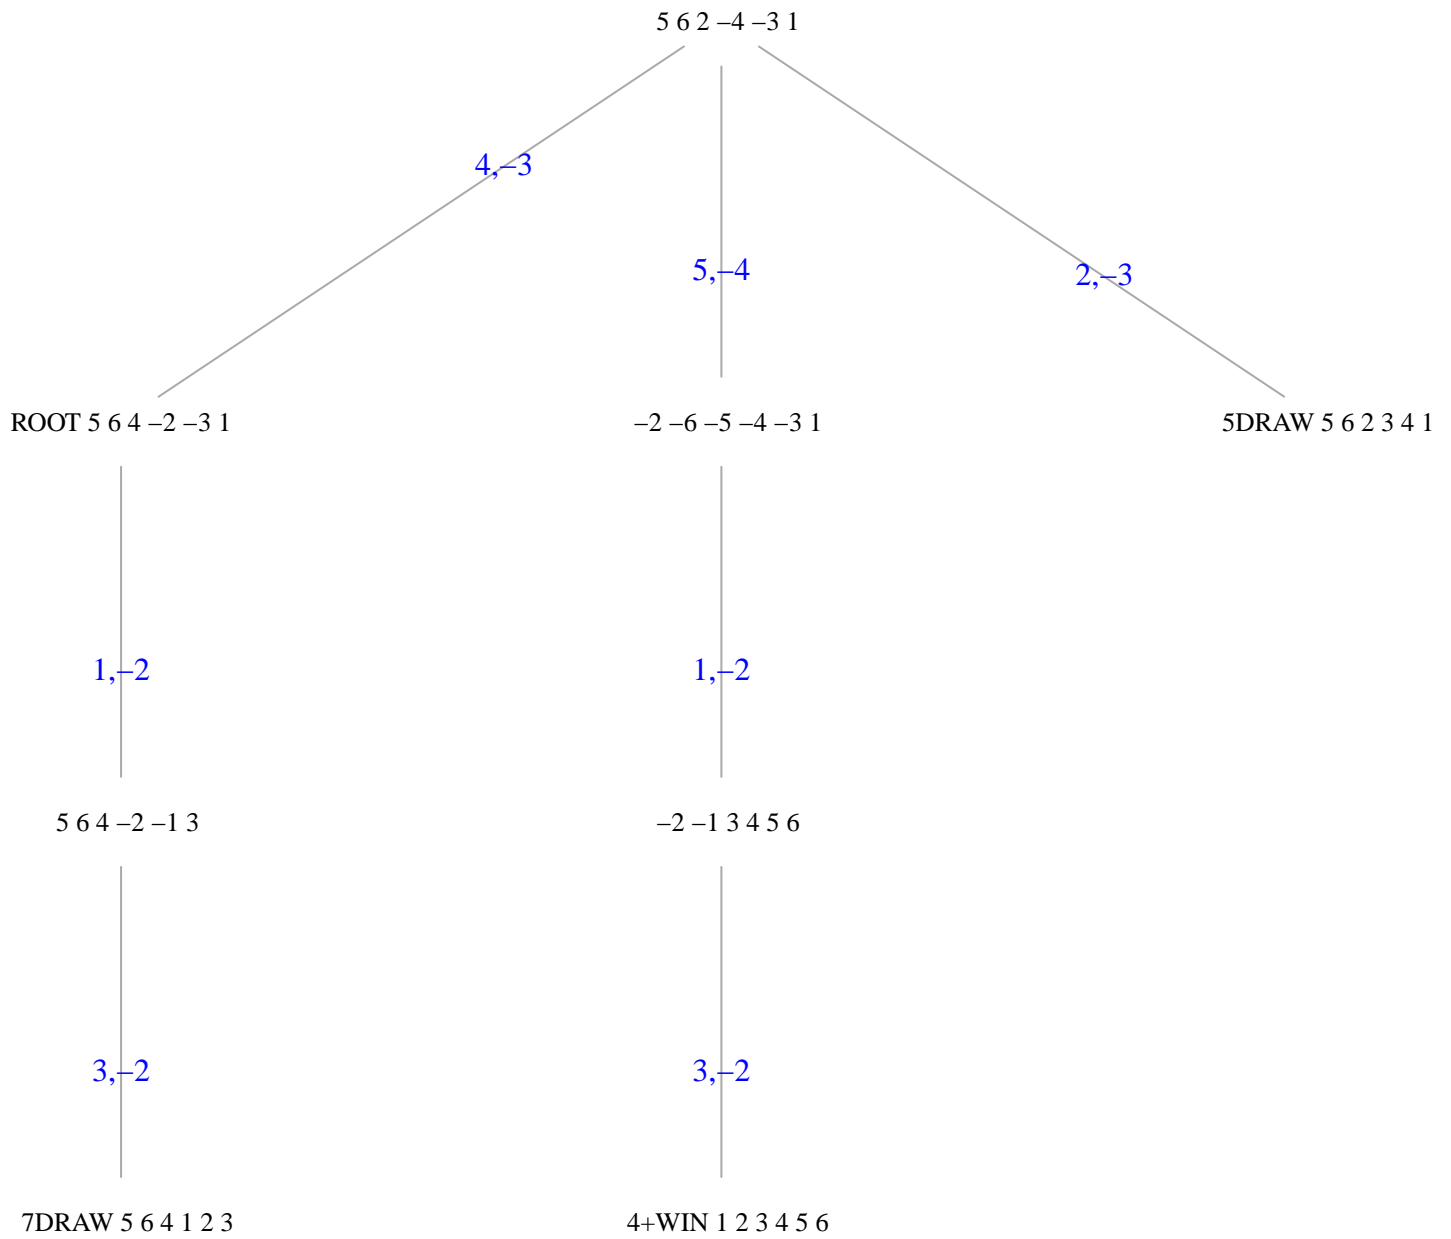 5 6 2 –4 –3 1
4,–3
5,–4
2,–3
ROOT 5 6 4 –2 –3 1
–2 –6 –5 –4 –3 1
5DRAW 5 6 2 3 4 1
1,–2
1,–2
5 6 4 –2 –1 3
–2 –1 3 4 5 6
3,–2
3,–2
7DRAW 5 6 4 1 2 3
4+WIN 1 2 3 4 5 6